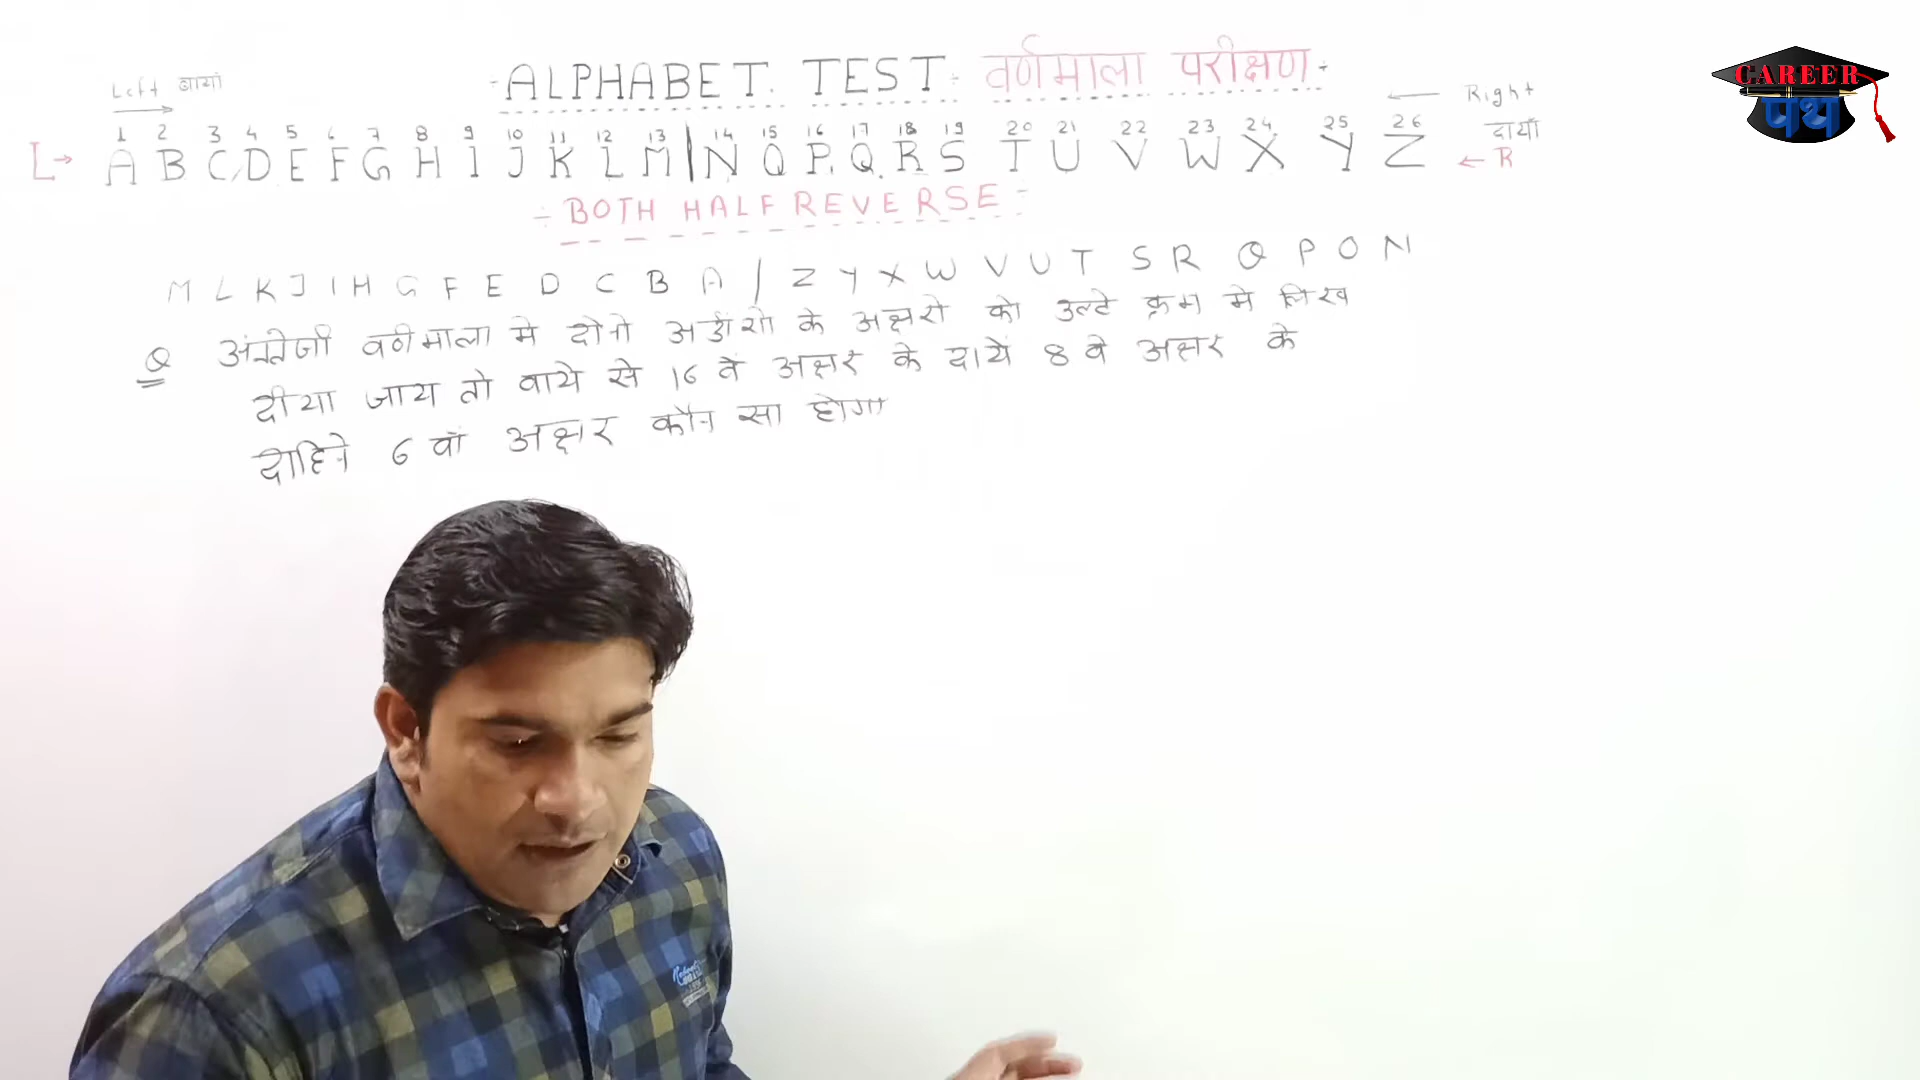 Left बायां
-ALPHABET. TEST- वर्णमाला परीक्षण-
Right
दायाँ
1 2 3 4 5 6 7 8 9 10 11 12 13 14 15 16 17 18 19 20 21 22 23 24 25 26
L→ A B C D E F G H I J K L M | N O P Q R S T U V W X Y Z ← R
- BOTH HALF REVERSE -
M L K J I H G F E D C B A / Z Y X W V U T S R Q P O N
Q अंग्रेजी वर्णमाला मे दोनो अर्द्धाशो के अक्षरो को उल्टे क्रम मे लिख
दीया जाय तो वाये से 16 वें अक्षर के दायें 8 वे अक्षर के
दाहिने 6 वाँ अक्षर कौन सा होगा
CAREER
पथ